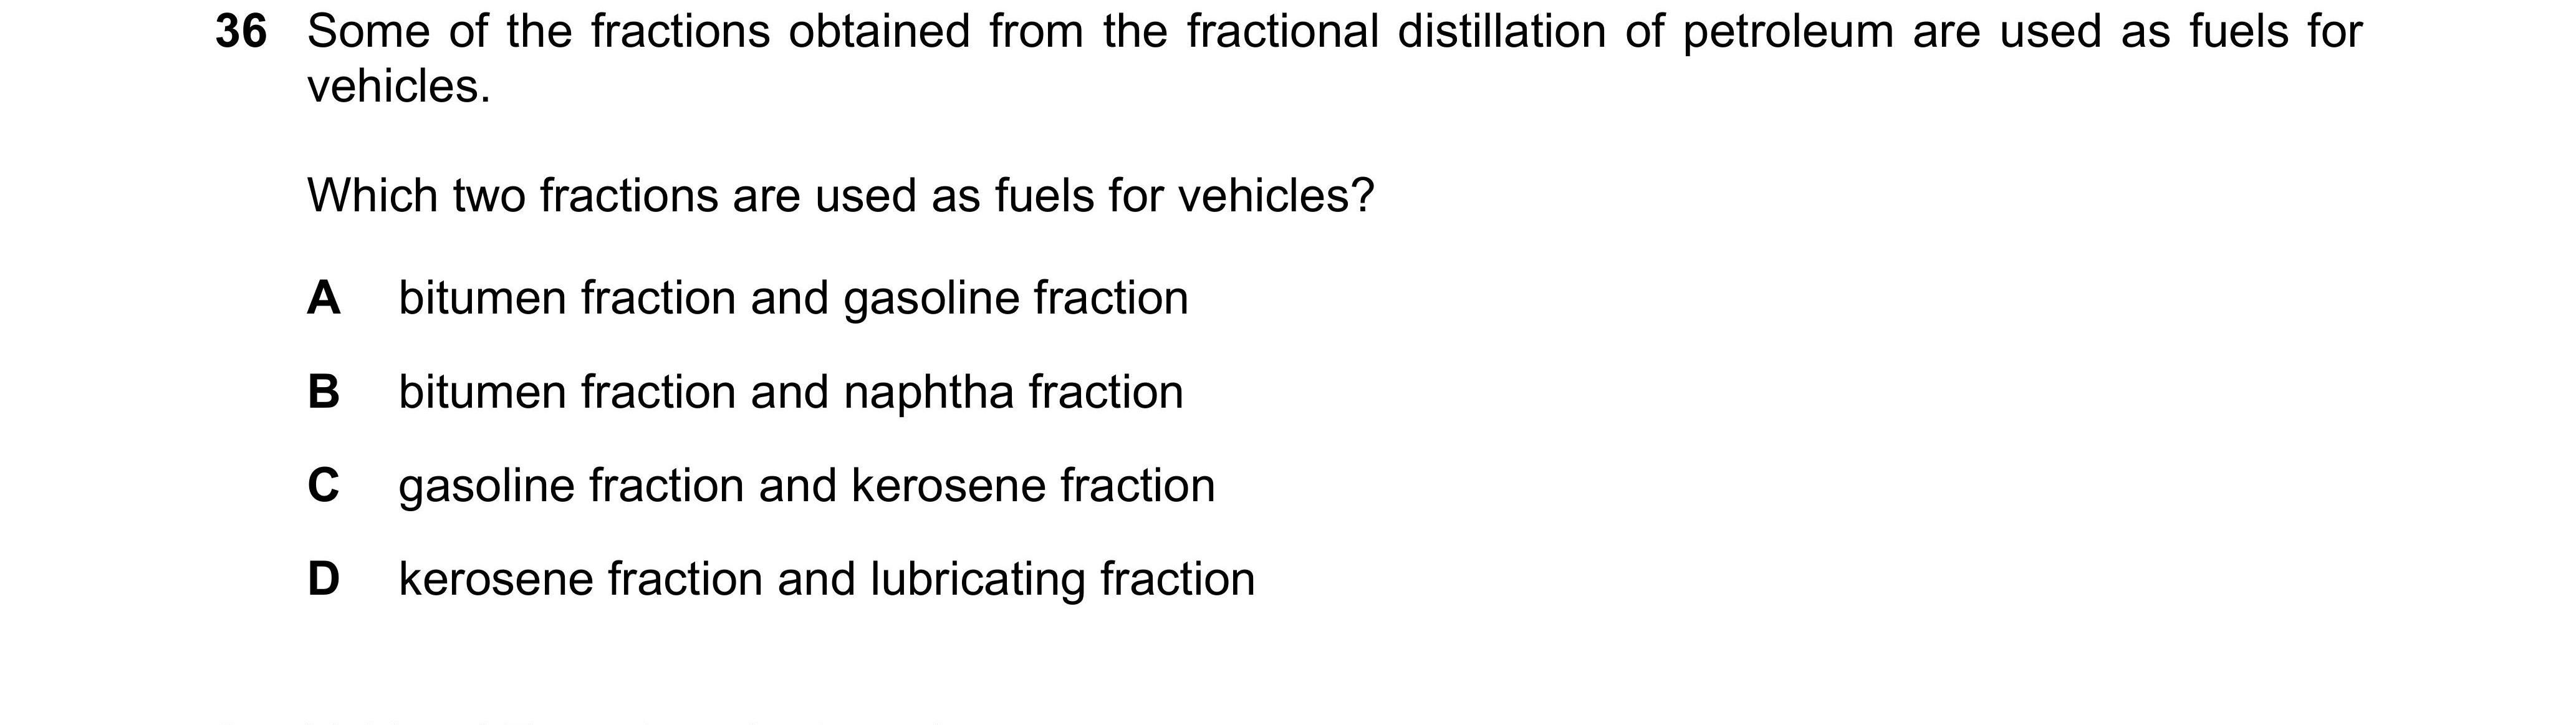 36 Some of the fractions obtained from the fractional distillation of petroleum are used as fuels for
vehicles.
Which two fractions are used as fuels for vehicles?
A bitumen fraction and gasoline fraction
B bitumen fraction and naphtha fraction
C gasoline fraction and kerosene fraction
D kerosene fraction and lubricating fraction